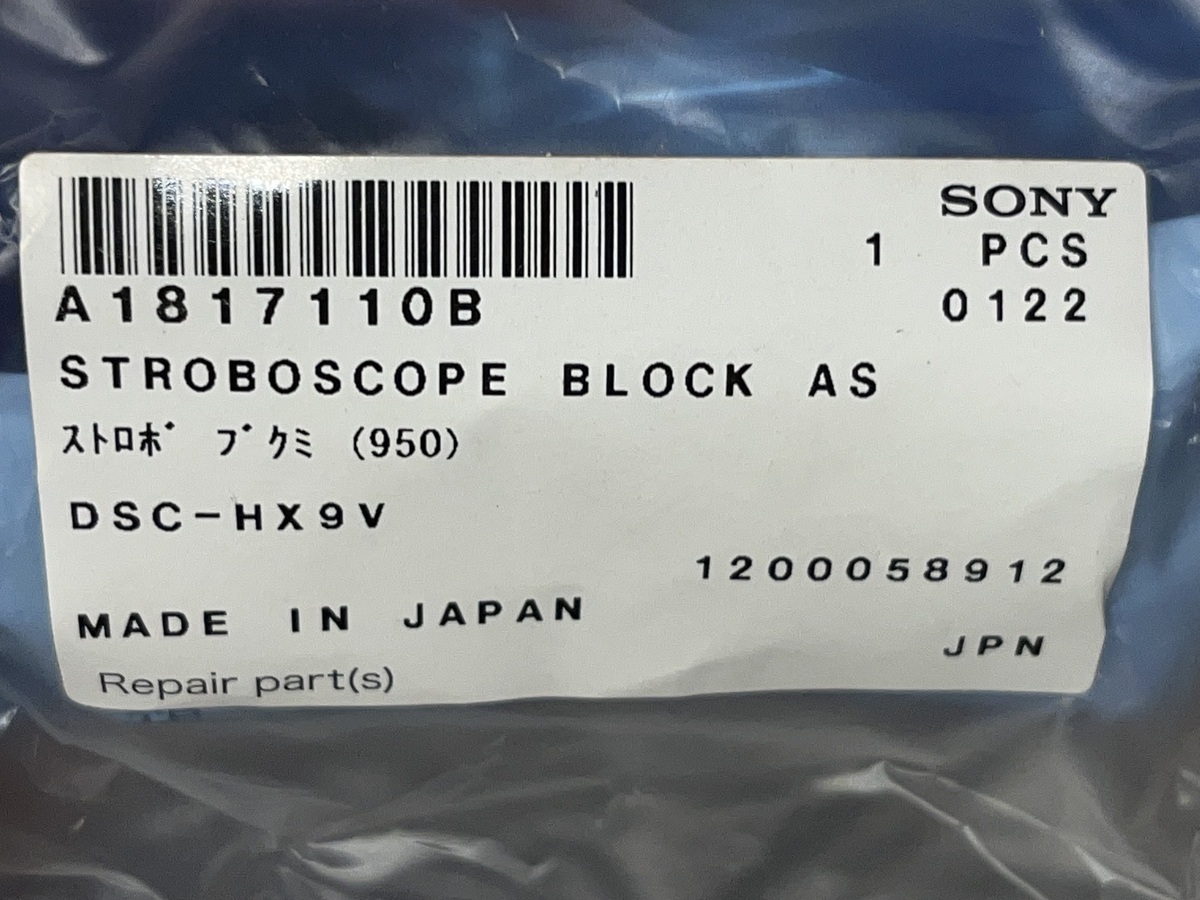 SONY
1 PCS
A1817110B 0122
STROBOSCOPE BLOCK AS
ストロボ ブクミ (950)
DSC-HX9V
1200058912
MADE IN JAPAN
JPN
Repair part(s)